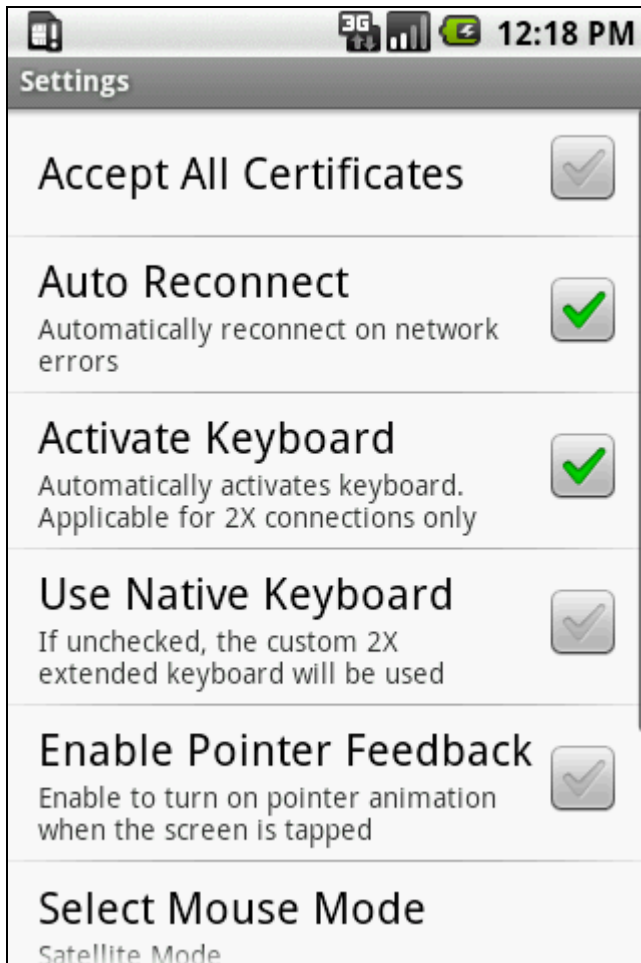 3G 12:18 PM
Settings
Accept All Certificates
Auto Reconnect
Automatically reconnect on network
errors
Activate Keyboard
Automatically activates keyboard.
Applicable for 2X connections only
Use Native Keyboard
If unchecked, the custom 2X
extended keyboard will be used
Enable Pointer Feedback
Enable to turn on pointer animation
when the screen is tapped
Select Mouse Mode
Satellite Mode